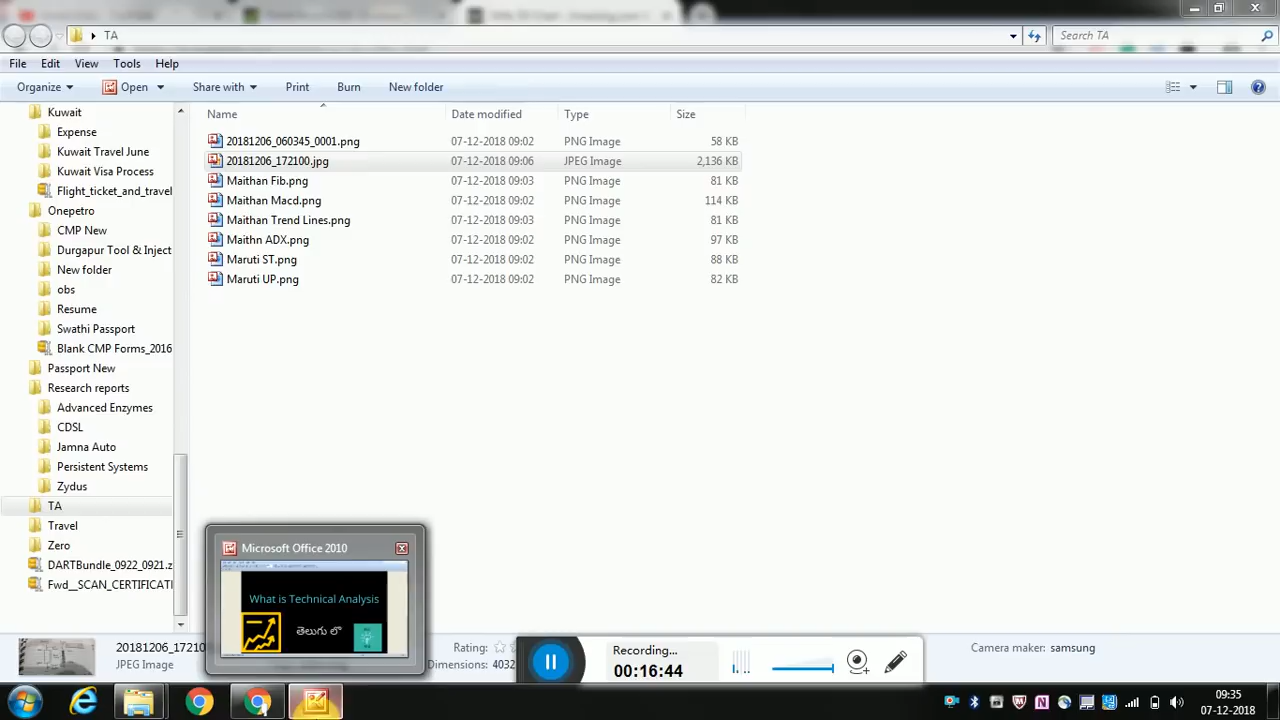 TA
Search TA
File Edit View Tools Help
Organize Open Share with Print Burn New folder
Name Date modified Type Size
20181206_060345_0001.png 07-12-2018 09:02 PNG Image 58 KB
20181206_172100.jpg 07-12-2018 09:06 JPEG Image 2,136 KB
Maithan Fib.png 07-12-2018 09:03 PNG Image 81 KB
Maithan Macd.png 07-12-2018 09:02 PNG Image 114 KB
Maithan Trend Lines.png 07-12-2018 09:03 PNG Image 81 KB
Maithn ADX.png 07-12-2018 09:02 PNG Image 97 KB
Maruti ST.png 07-12-2018 09:02 PNG Image 88 KB
Maruti UP.png 07-12-2018 09:02 PNG Image 82 KB
Kuwait
Expense
Kuwait Travel June
Kuwait Visa Process
Flight_ticket_and_travel
Onepetro
CMP New
Durgapur Tool & Inject
New folder
obs
Resume
Swathi Passport
Blank CMP Forms_2016
Passport New
Research reports
Advanced Enzymes
CDSL
Jamna Auto
Persistent Systems
Zydus
TA
Travel
Zero
DARTBundle_0922_0921.z
Fwd__SCAN_CERTIFICAT
Microsoft Office 2010
What is Technical Analysis
తెలుగు లో
20181206_1721
JPEG Image
Rating:
Dimensions: 4032
Camera maker: samsung
Recording...
00:16:44
09:35
07-12-2018